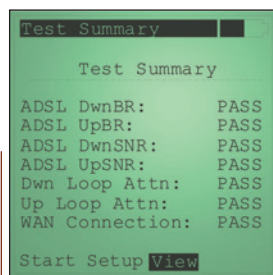 Test Summary
Test Summary
ADSL DwnBR: PASS
ADSL UpBR: PASS
ADSL DwnSNR: PASS
ADSL UpSNR: PASS
Dwn Loop Attn: PASS
Up Loop Attn: PASS
WAN Connection: PASS
Start Setup View